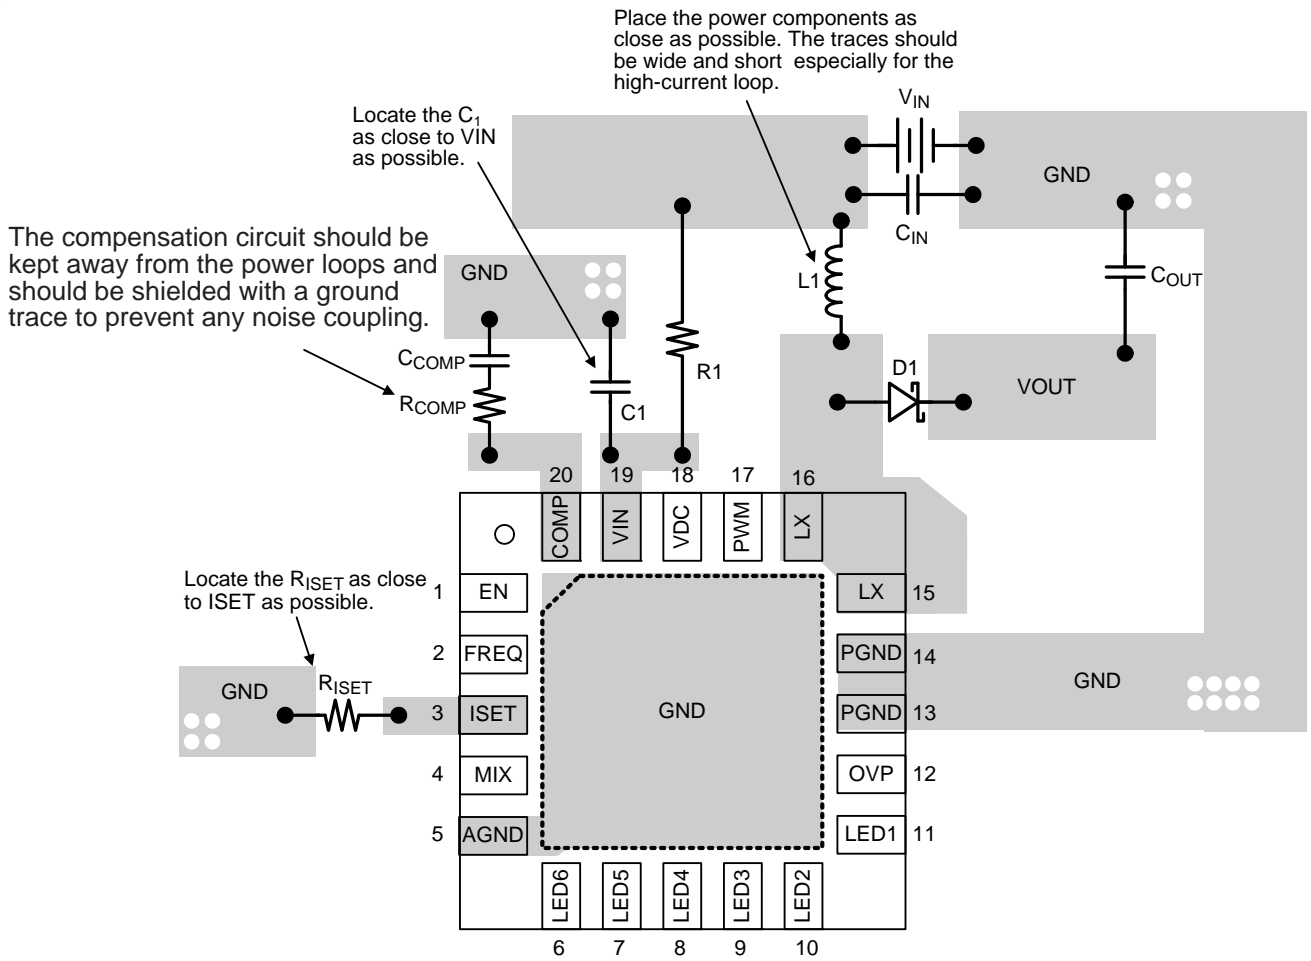 Place the power components as
close as possible. The traces should
be wide and short especially for the
high-current loop.
VIN
Locate the C1
as close to VIN
as possible.
GND
CIN
The compensation circuit should be
kept away from the power loops and
should be shielded with a ground
trace to prevent any noise coupling.
GND
L1
COUT
CCOMP
R1
D1
VOUT
RCOMP
C1
20
19
18
17
16
COMP
VIN
VDC
PWM
LX
Locate the RISET as close
to ISET as possible.
1
EN
LX
15
2
FREQ
PGND
14
GND
RISET
GND
3
ISET
GND
PGND
13
4
MIX
OVP
12
5
AGND
LED1
11
LED6
LED5
LED4
LED3
LED2
6
7
8
9
10